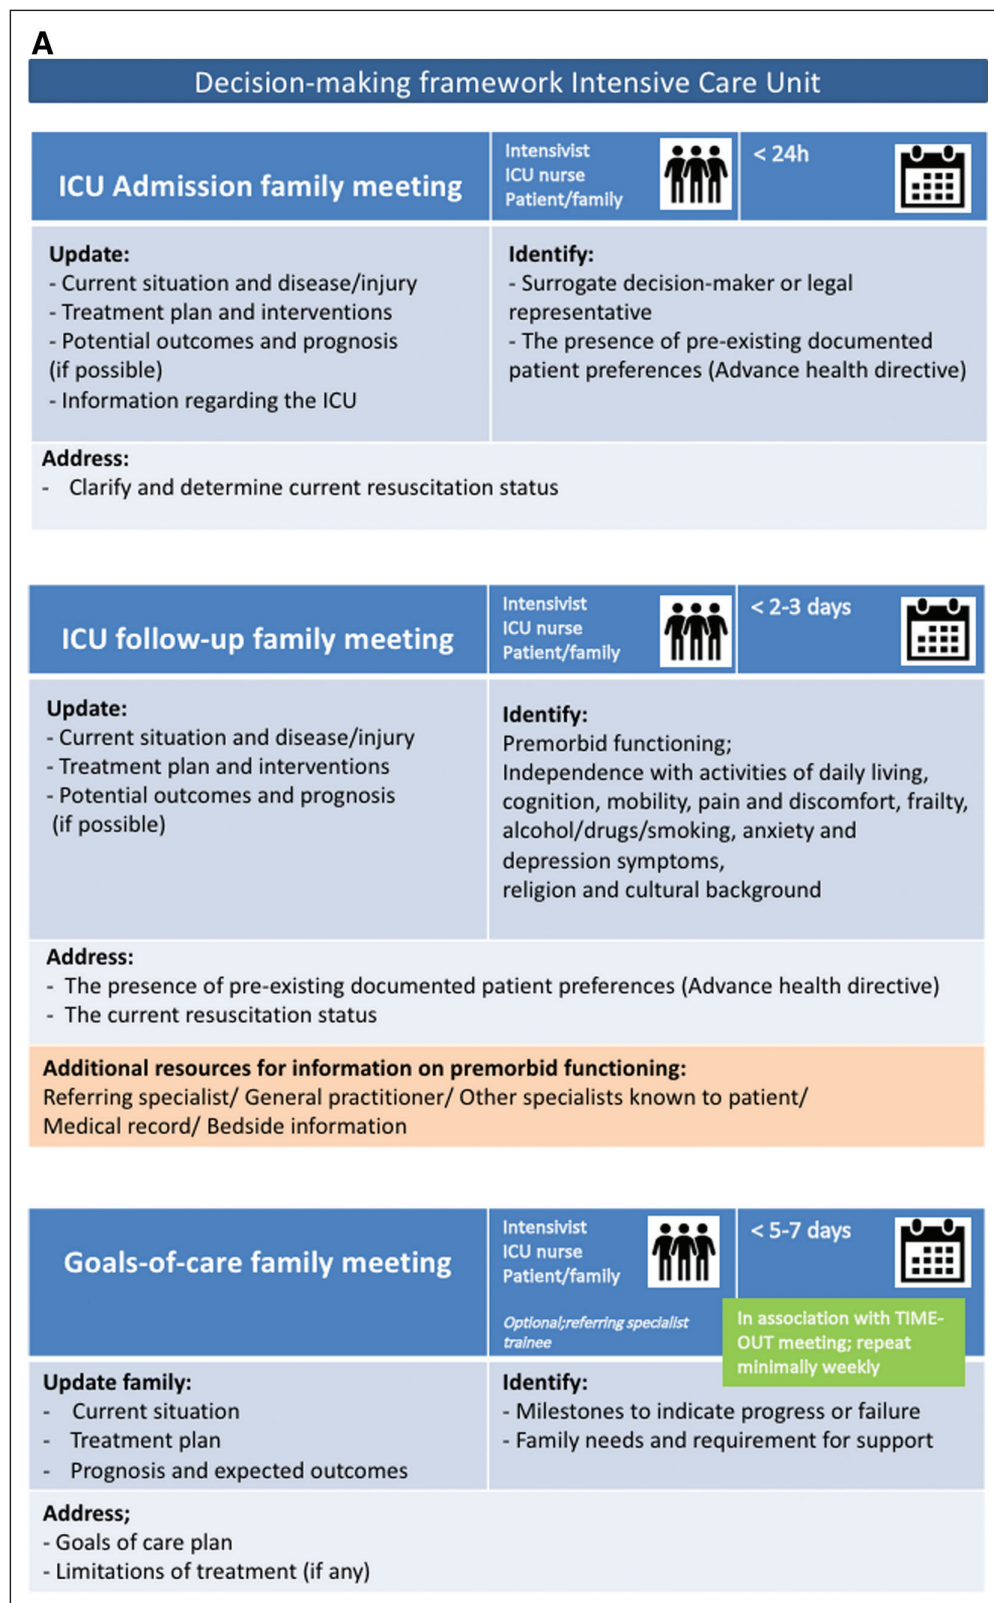 A
Decision-making framework Intensive Care Unit
ICU Admission family meeting
Intensivist
ICU nurse
Patient/family
< 24h
Update:
- Current situation and disease/injury
- Treatment plan and interventions
- Potential outcomes and prognosis
(if possible)
- Information regarding the ICU
Identify:
- Surrogate decision-maker or legal
representative
- The presence of pre-existing documented
patient preferences (Advance health directive)
Address:
- Clarify and determine current resuscitation status
ICU follow-up family meeting
Intensivist
ICU nurse
Patient/family
< 2-3 days
Update:
- Current situation and disease/injury
- Treatment plan and interventions
- Potential outcomes and prognosis
(if possible)
Identify:
Premorbid functioning;
Independence with activities of daily living,
cognition, mobility, pain and discomfort, frailty,
alcohol/drugs/smoking, anxiety and
depression symptoms,
religion and cultural background
Address:
- The presence of pre-existing documented patient preferences (Advance health directive)
- The current resuscitation status
Additional resources for information on premorbid functioning:
Referring specialist/ General practitioner/ Other specialists known to patient/
Medical record/ Bedside information
Goals-of-care family meeting
Intensivist
ICU nurse
Patient/family
Optional;referring specialist
trainee
< 5-7 days
In association with TIME-
OUT meeting; repeat
minimally weekly
Update family:
- Current situation
- Treatment plan
- Prognosis and expected outcomes
Identify:
- Milestones to indicate progress or failure
- Family needs and requirement for support
Address;
- Goals of care plan
- Limitations of treatment (if any)